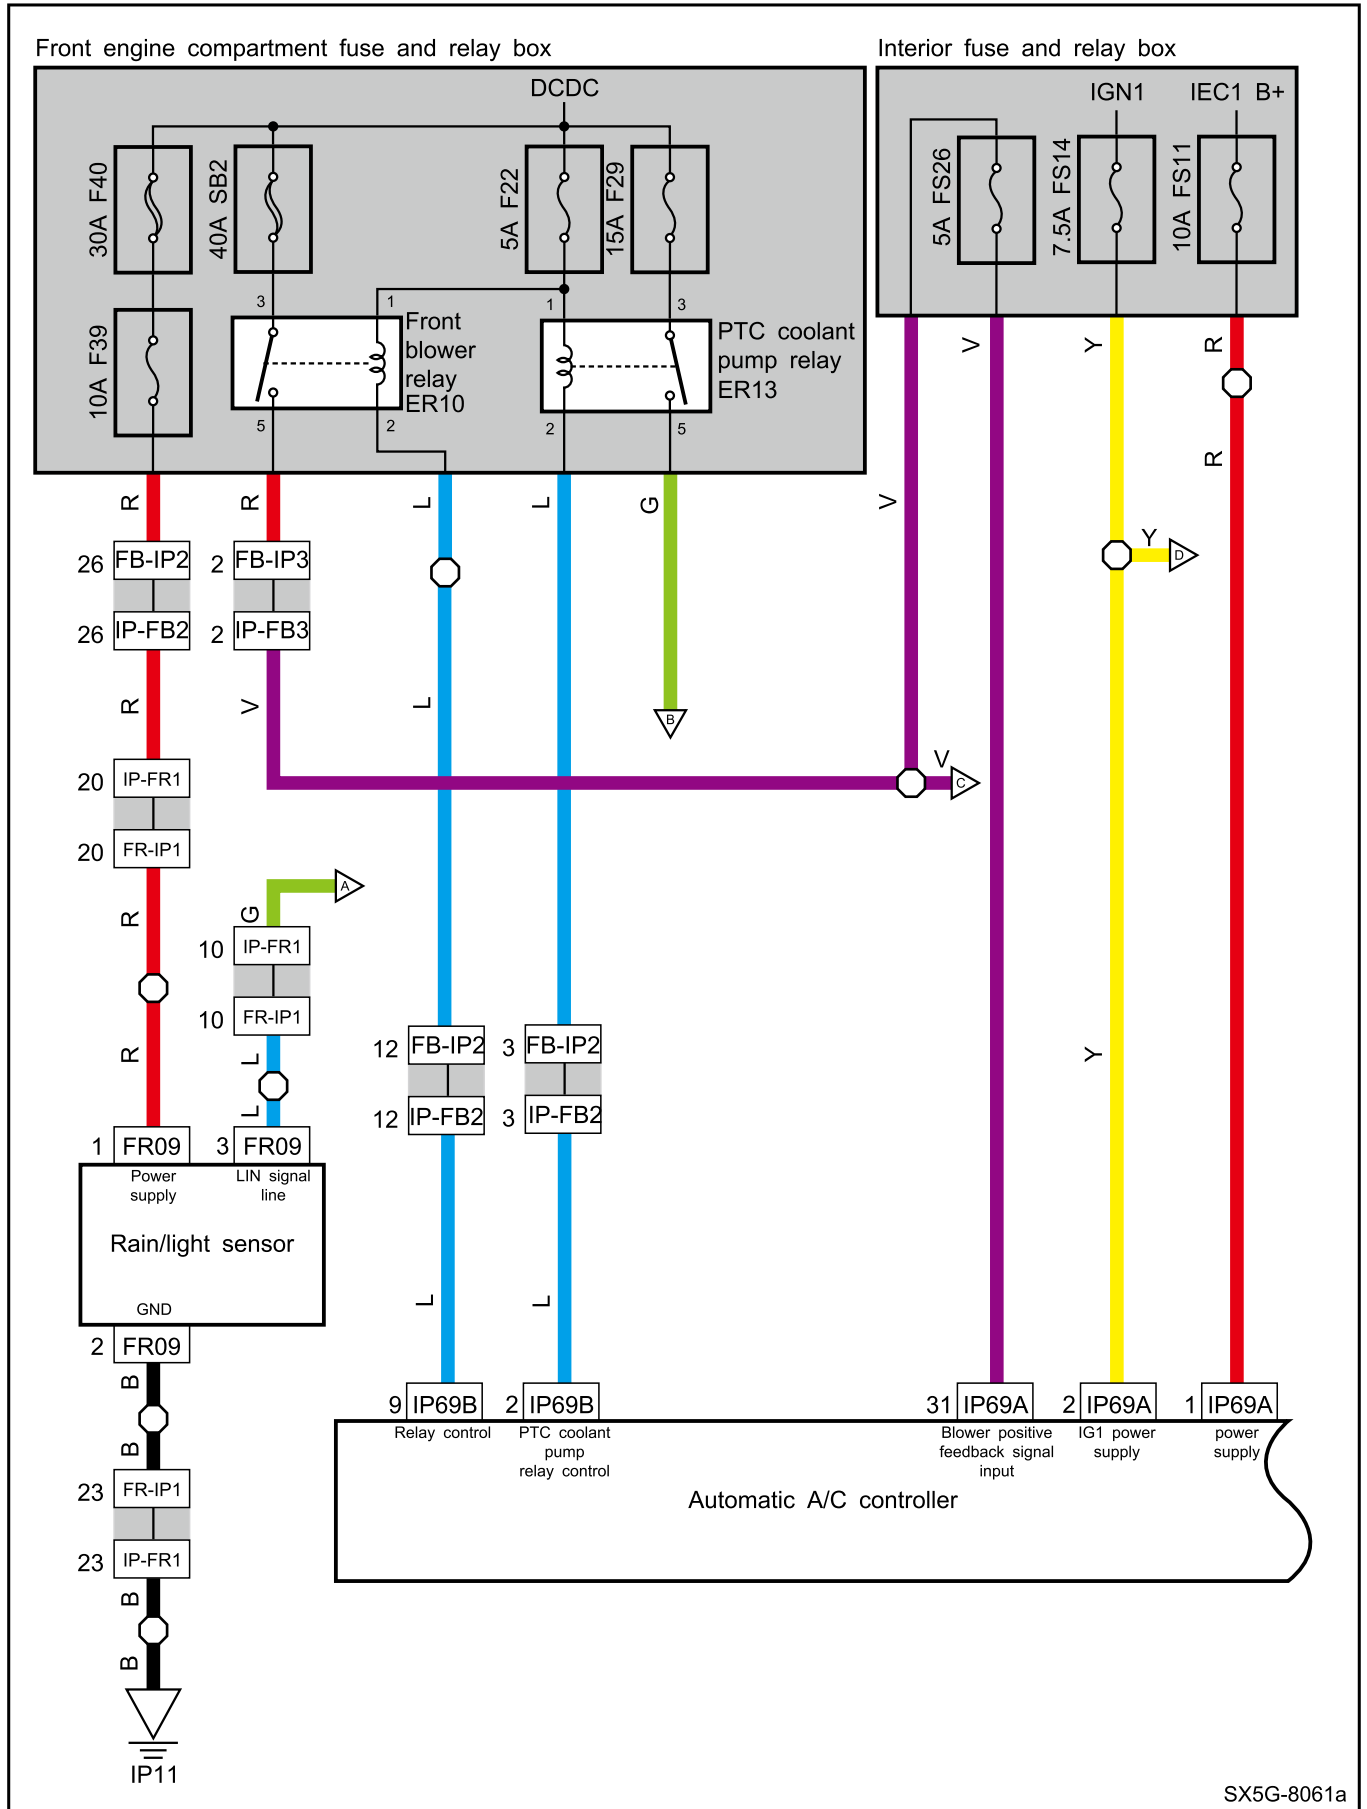 Front engine compartment fuse and relay box
Interior fuse and relay box
DCDC
IGN1
IEC1 B+
30A F40
40A SB2
5A F22
15A F29
5A FS26
7.5A FS14
10A FS11
10A F39
3
1
1
3
Front
blower
relay
ER10
PTC coolant
pump relay
ER13
5
2
2
5
V
Y
R
R
R
R
L
L
G
V
26
FB-IP2
2
FB-IP3
Y
D
26
IP-FB2
2
IP-FB3
R
V
L
B
V
C
20
IP-FR1
20
FR-IP1
A
R
G
10
IP-FR1
10
FR-IP1
R
L
L
12
FB-IP2
3
FB-IP2
Y
12
IP-FB2
3
IP-FB2
1
FR09
3
FR09
Power
supply
LIN signal
line
Rain/light sensor
GND
2
FR09
L
L
B
B
9
IP69B
2
IP69B
31
IP69A
2
IP69A
1
IP69A
Relay control
PTC coolant
pump
relay control
Blower positive
feedback signal
input
IG1 power
supply
power
supply
Automatic A/C controller
23
FR-IP1
23
IP-FR1
B
B
IP11
SX5G-8061a